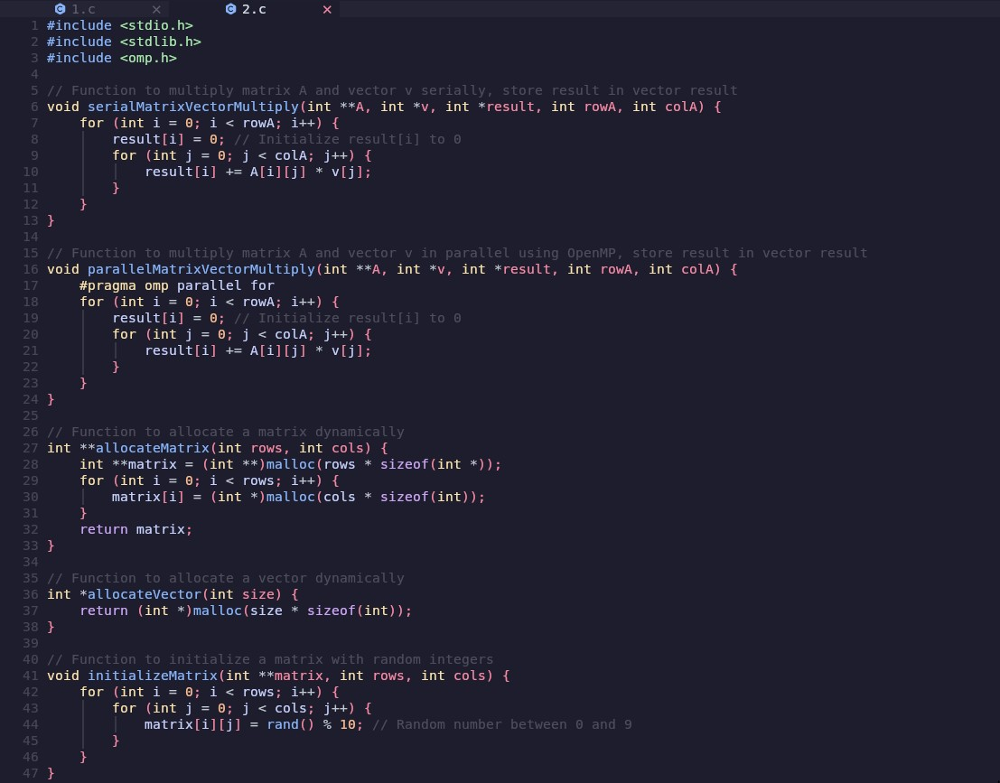 1.c × 2.c ×
1 #include <stdio.h>
2 #include <stdlib.h>
3 #include <omp.h>
4
5 // Function to multiply matrix A and vector v serially, store result in vector result
6 void serialMatrixVectorMultiply(int **A, int *v, int *result, int rowA, int colA) {
7     for (int i = 0; i < rowA; i++) {
8         result[i] = 0; // Initialize result[i] to 0
9         for (int j = 0; j < colA; j++) {
10             result[i] += A[i][j] * v[j];
11         }
12     }
13 }
14
15 // Function to multiply matrix A and vector v in parallel using OpenMP, store result in vector result
16 void parallelMatrixVectorMultiply(int **A, int *v, int *result, int rowA, int colA) {
17     #pragma omp parallel for
18     for (int i = 0; i < rowA; i++) {
19         result[i] = 0; // Initialize result[i] to 0
20         for (int j = 0; j < colA; j++) {
21             result[i] += A[i][j] * v[j];
22         }
23     }
24 }
25
26 // Function to allocate a matrix dynamically
27 int **allocateMatrix(int rows, int cols) {
28     int **matrix = (int **)malloc(rows * sizeof(int *));
29     for (int i = 0; i < rows; i++) {
30         matrix[i] = (int *)malloc(cols * sizeof(int));
31     }
32     return matrix;
33 }
34
35 // Function to allocate a vector dynamically
36 int *allocateVector(int size) {
37     return (int *)malloc(size * sizeof(int));
38 }
39
40 // Function to initialize a matrix with random integers
41 void initializeMatrix(int **matrix, int rows, int cols) {
42     for (int i = 0; i < rows; i++) {
43         for (int j = 0; j < cols; j++) {
44             matrix[i][j] = rand() % 10; // Random number between 0 and 9
45         }
46     }
47 }